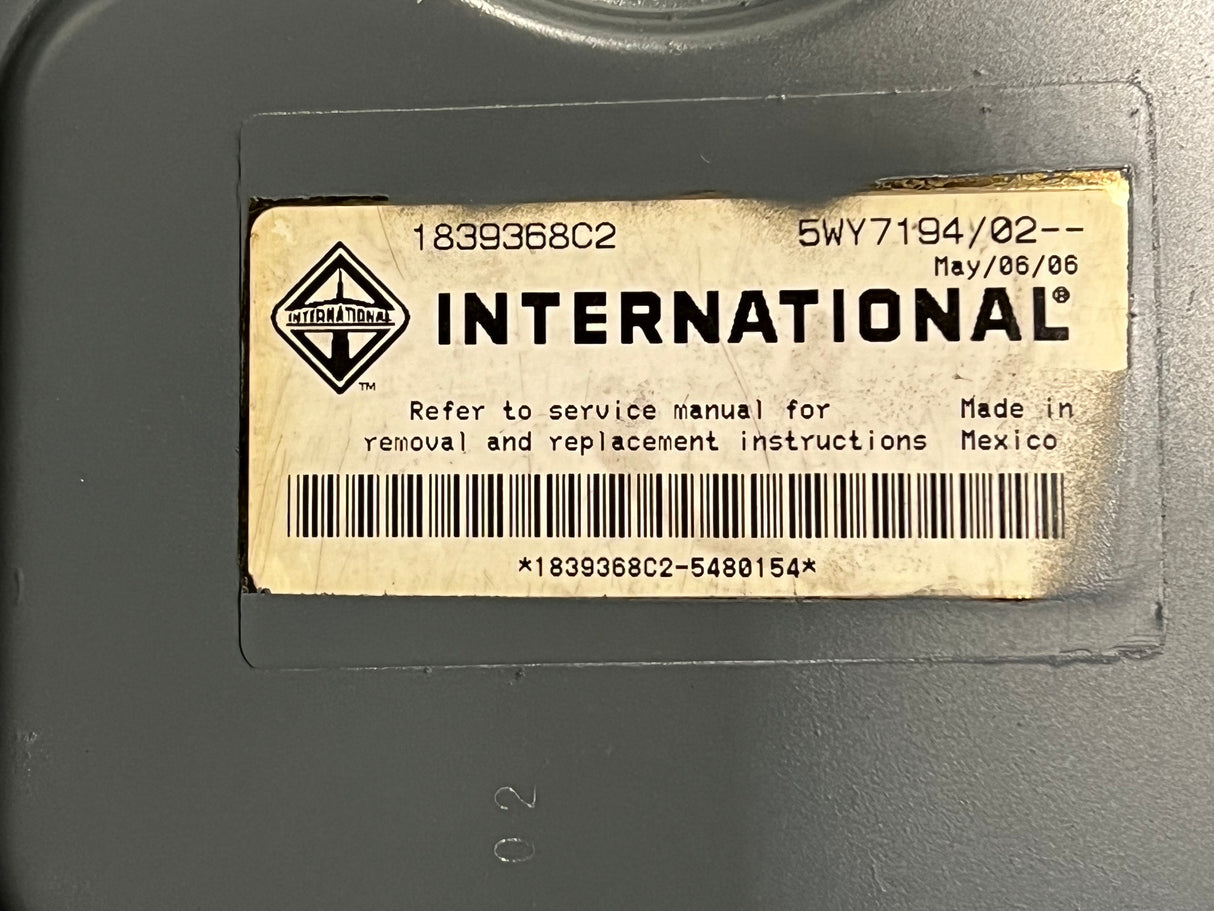 1839368C2 5WY7194/02--
May/06/06
INTERNATIONAL
INTERNATIONAL®
TM
Refer to service manual for Made in
removal and replacement instructions Mexico
*1839368C2-5480154*
02